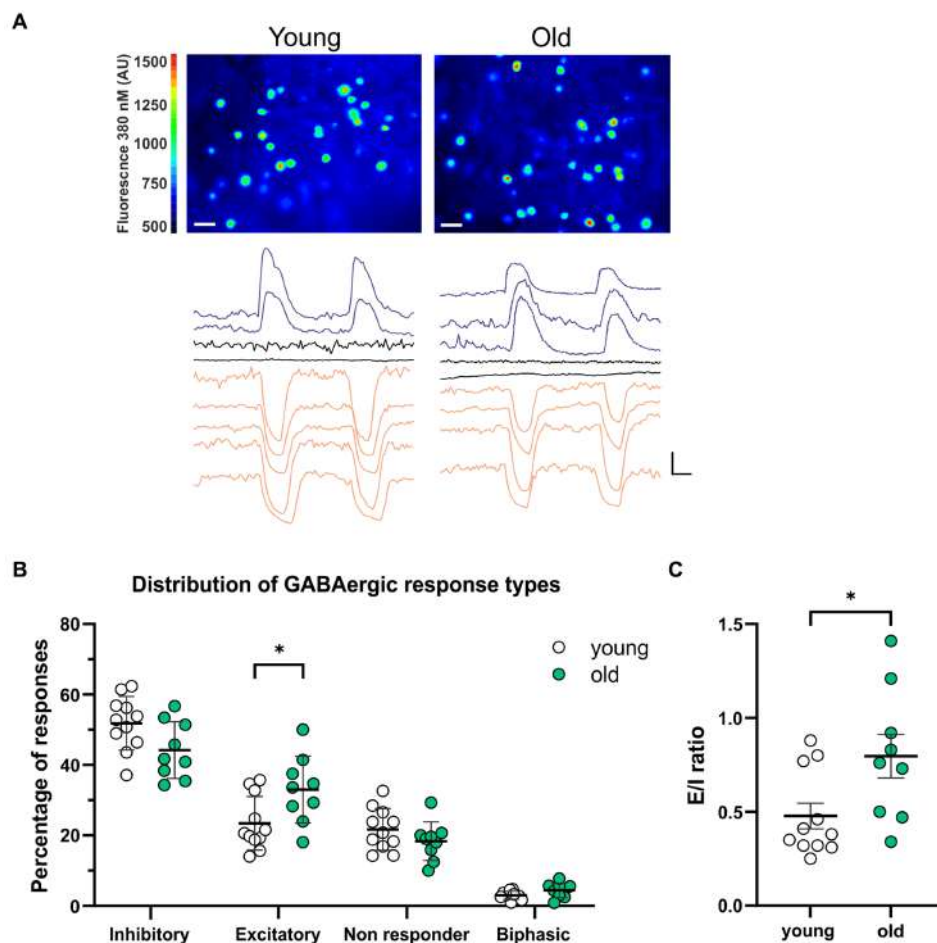 A
Young
Old
Fluorescnce 380 nM (AU)
1500
1250
1000
750
500
B
Distribution of GABAergic response types
Percentage of responses
80
60
40
20
0
*
young
old
Inhibitory
Excitatory
Non responder
Biphasic
C
E/I ratio
1.5
1.0
0.5
0.0
*
young
old